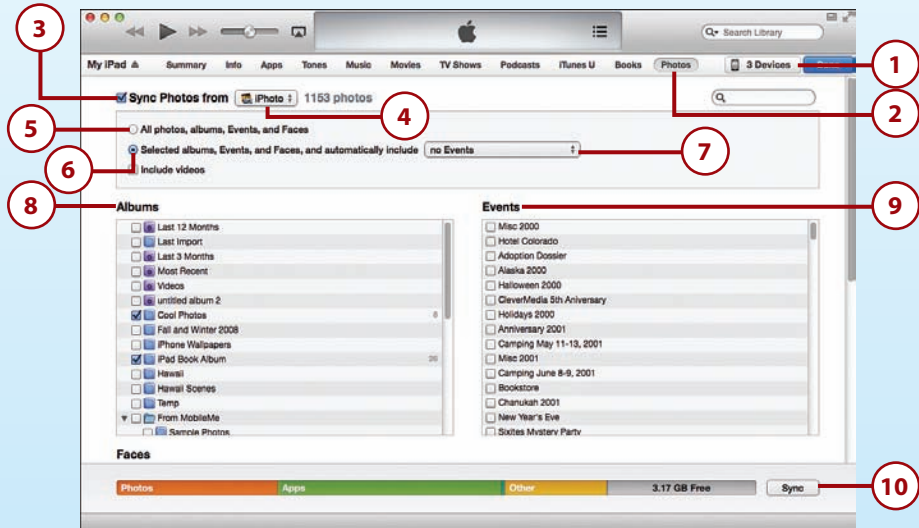 3
Search Library
My iPad Summary Info Apps Tones Music Movies TV Shows Podcasts iTunes U Books Photos 3 Devices
1
Sync Photos from iPhoto 1153 photos
4
2
5
All photos, albums, Events, and Faces
6
Selected albums, Events, and Faces, and automatically include no Events
7
Include videos
8
Albums
Last 12 Months
Last Import
Last 3 Months
Most Recent
Videos
untitled album 2
Cool Photos 8
Fall and Winter 2008
iPhone Wallpapers
iPad Book Album 26
Hawaii
Hawaii Scenes
Temp
From MobileMe
Sample Photos
Events
9
Misc 2000
Hotel Colorado
Adoption Dossier
Alaska 2000
Halloween 2000
CleverMedia 5th Aniversary
Holidays 2000
Anniversary 2001
Camping May 11-13, 2001
Misc 2001
Camping June 8-9, 2001
Bookstore
Chanukah 2001
New Year's Eve
Sixites Mystery Party
Faces
Photos Apps Other 3.17 GB Free Sync
10